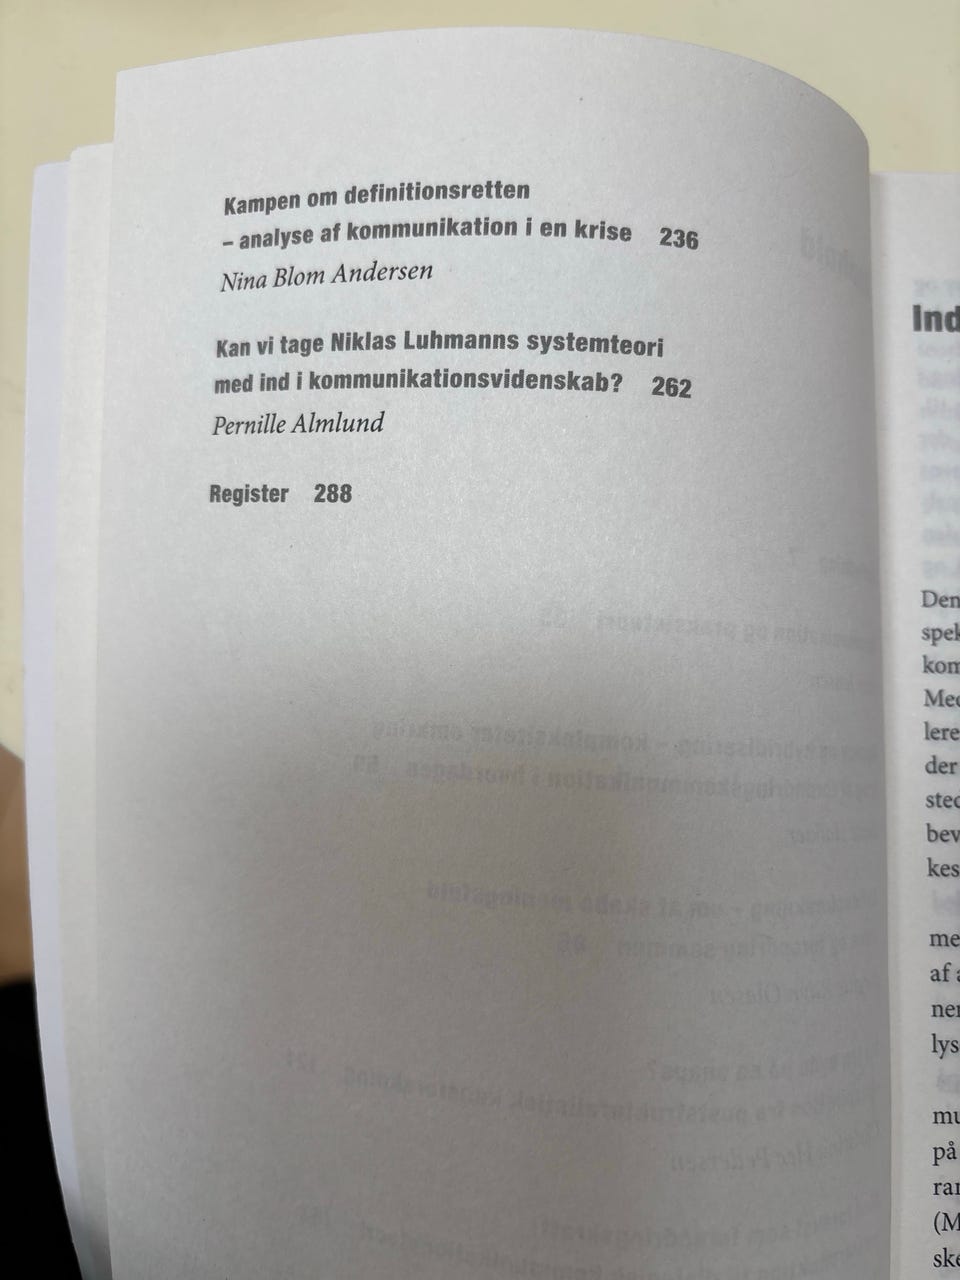 Kampen om definitionsretten
– analyse af kommunikation i en krise 236
Nina Blom Andersen
Kan vi tage Niklas Luhmanns systemteori
med ind i kommunikationsvidenskab? 262
Pernille Almlund
Register 288
Ind
Den
spek
kom
Med
lere
der
sted
bev
kes
me
af a
ner
lys
mu
på
ran
(M
ske